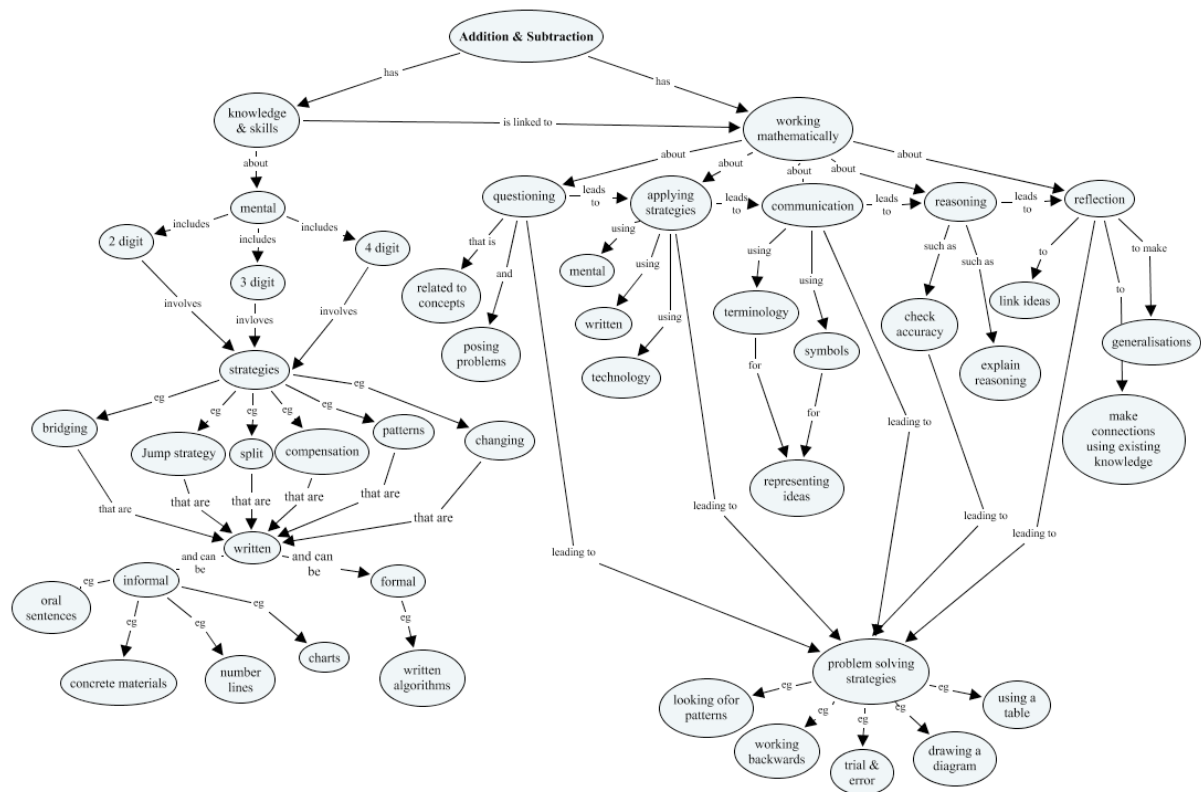 Addition & Subtraction
has
has
knowledge
& skills
is linked to
working
mathematically
about
about
about
about
about
about
mental
questioning
leads
to
applying
strategies
leads
to
communication
leads
to
reasoning
leads
to
reflection
includes
includes
includes
2 digit
3 digit
4 digit
that is
and
using
using
using
using
using
such as
such as
to
to
to make
related to
concepts
posing
problems
mental
written
technology
terminology
symbols
check
accuracy
explain
reasoning
link ideas
generalisations
make
connections
using existing
knowledge
involves
invloves
involves
for
for
representing
ideas
strategies
eg
eg
eg
eg
eg
eg
bridging
Jump strategy
split
compensation
patterns
changing
that are
that are
that are
that are
that are
that are
written
and can
be
and can
be
informal
formal
eg
eg
eg
eg
eg
oral
sentences
concrete materials
number
lines
charts
written
algorithms
leading to
leading to
leading to
leading to
leading to
problem solving
strategies
eg
eg
eg
eg
eg
looking ofor
patterns
working
backwards
trial &
error
drawing a
diagram
using a
table